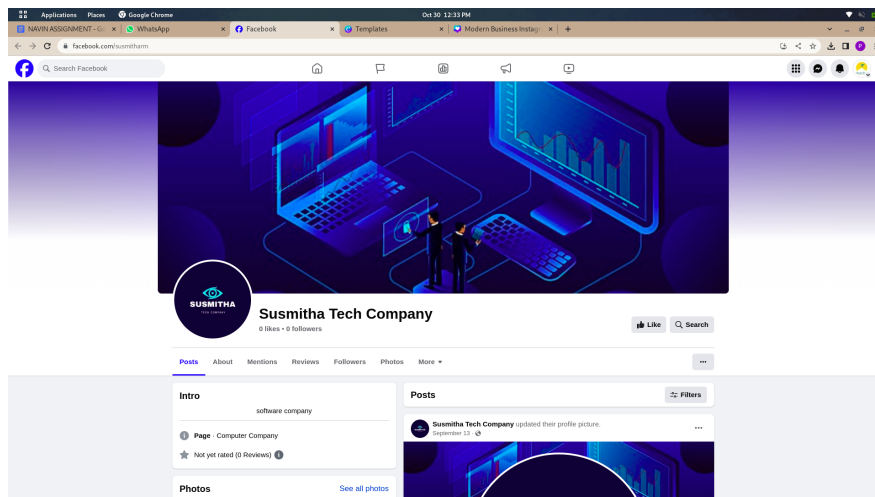 Applications Places Google Chrome Oct 30 12:33 PM
NAVIN ASSIGNMENT - Go × WhatsApp × Facebook × Templates × Modern Business Instagr × +
facebook.com/susmitharm
Search Facebook
SUSMITHA
TECH COMPANY
Susmitha Tech Company
0 likes • 0 followers
Like Search
Posts About Mentions Reviews Followers Photos More
Intro
software company
Page · Computer Company
Not yet rated (0 Reviews)
Photos
See all photos
Posts
Filters
Susmitha Tech Company updated their profile picture.
September 13 ·